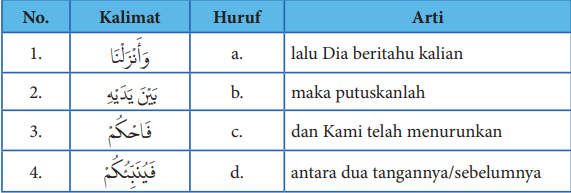 No. Kalimat Huruf Arti
1. وَأَنْزَلْنَا a. lalu Dia beritahu kalian
2. بَيْنَ يَدَيْهِ b. maka putuskanlah
3. فَاحْكُمْ c. dan Kami telah menurunkan
4. فَيُنَبِّئُكُمْ d. antara dua tangannya/sebelumnya